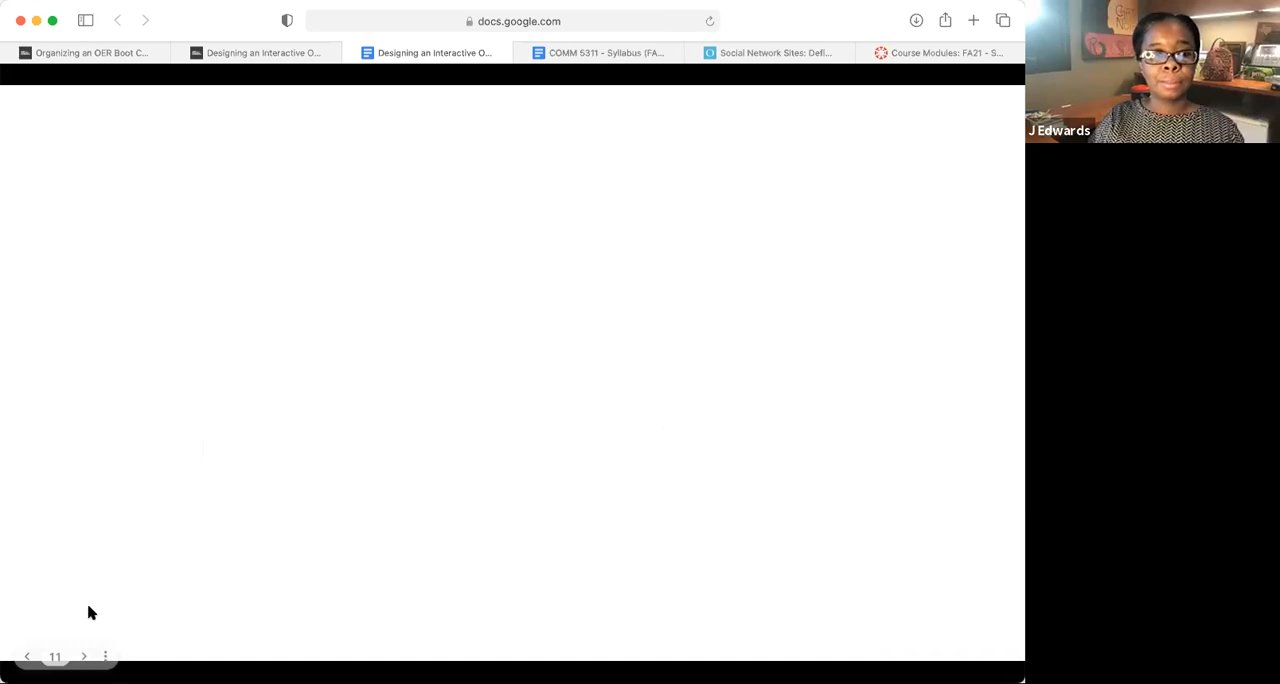 docs.google.com
Organizing an OER Boot C...
Designing an Interactive O...
Designing an Interactive O...
COMM 5311 - Syllabus (FA...
Social Network Sites: Defi...
Course Modules: FA21 - S...
J Edwards
11